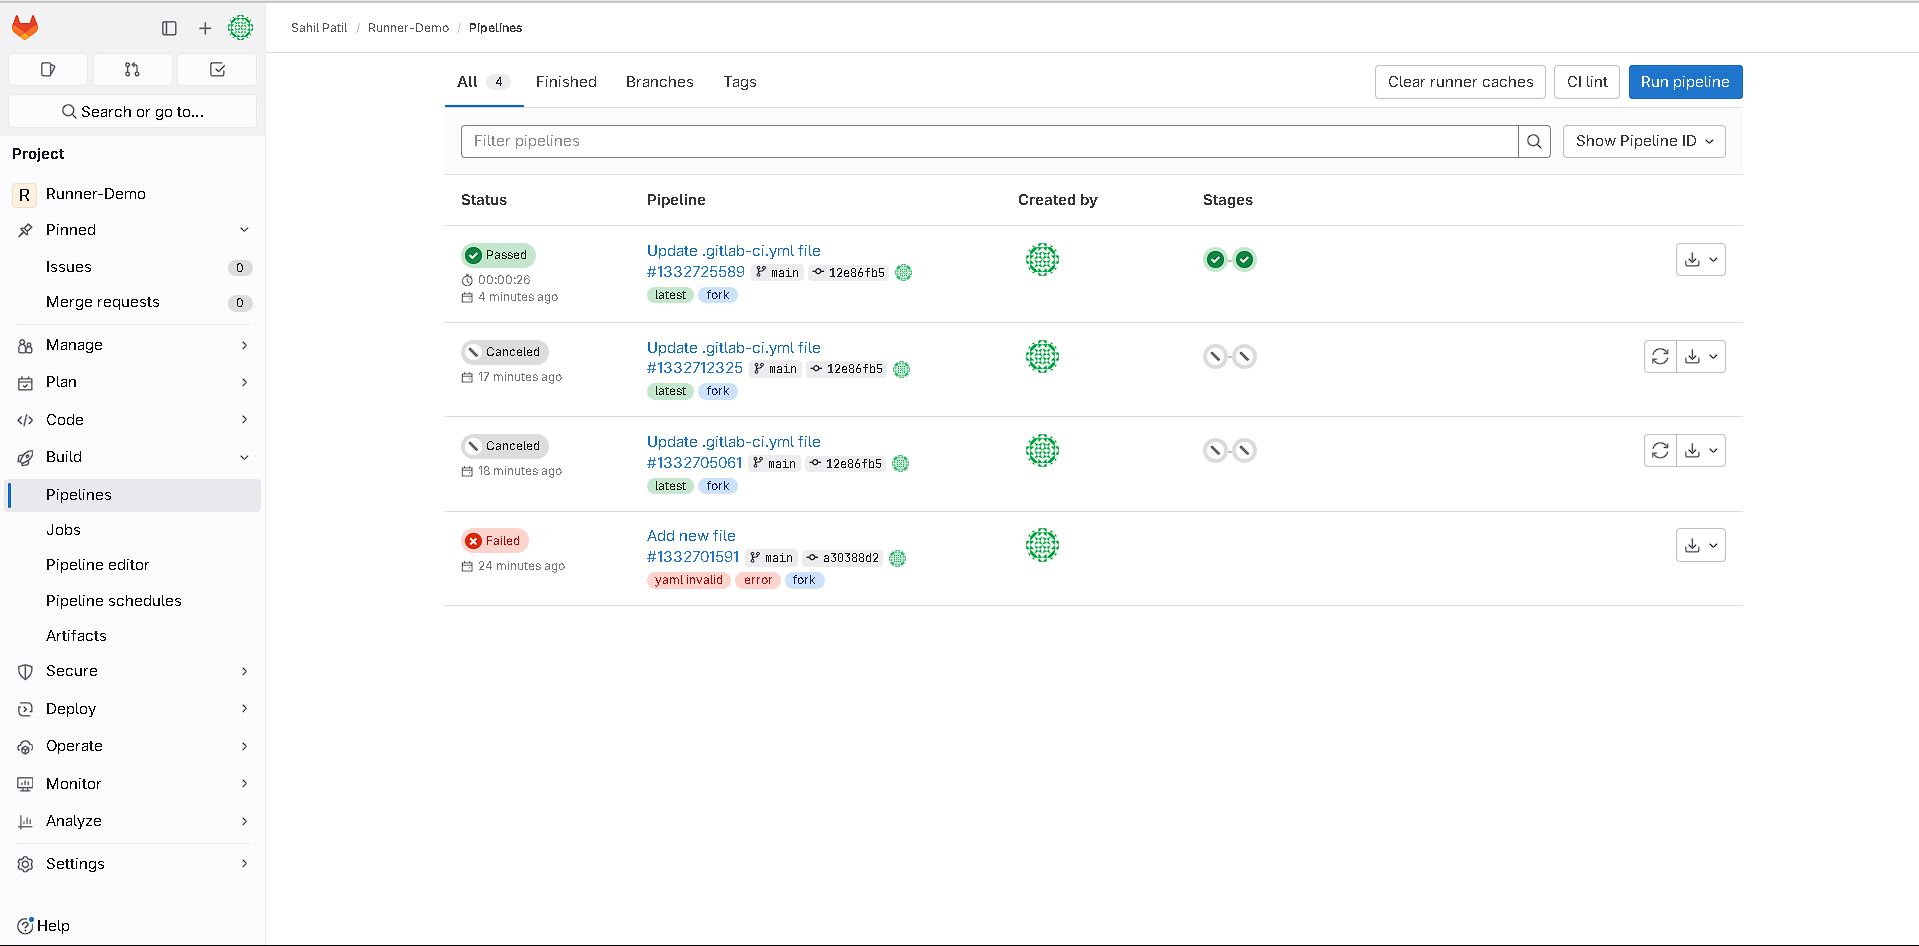 Sahil Patil / Runner-Demo / Pipelines
Search or go to...
Project
R Runner-Demo
Pinned
Issues 0
Merge requests 0
Manage
Plan
Code
Build
Pipelines
Jobs
Pipeline editor
Pipeline schedules
Artifacts
Secure
Deploy
Operate
Monitor
Analyze
Settings
Help
All 4 Finished Branches Tags Clear runner caches CI lint Run pipeline
Filter pipelines Show Pipeline ID
Status Pipeline Created by Stages
Passed Update .gitlab-ci.yml file
#1332725589 main 12e86fb5
00:00:26
4 minutes ago latest fork
Canceled Update .gitlab-ci.yml file
17 minutes ago #1332712325 main 12e86fb5
latest fork
Canceled Update .gitlab-ci.yml file
18 minutes ago #1332705061 main 12e86fb5
latest fork
Failed Add new file
24 minutes ago #1332701591 main a30388d2
yaml invalid error fork